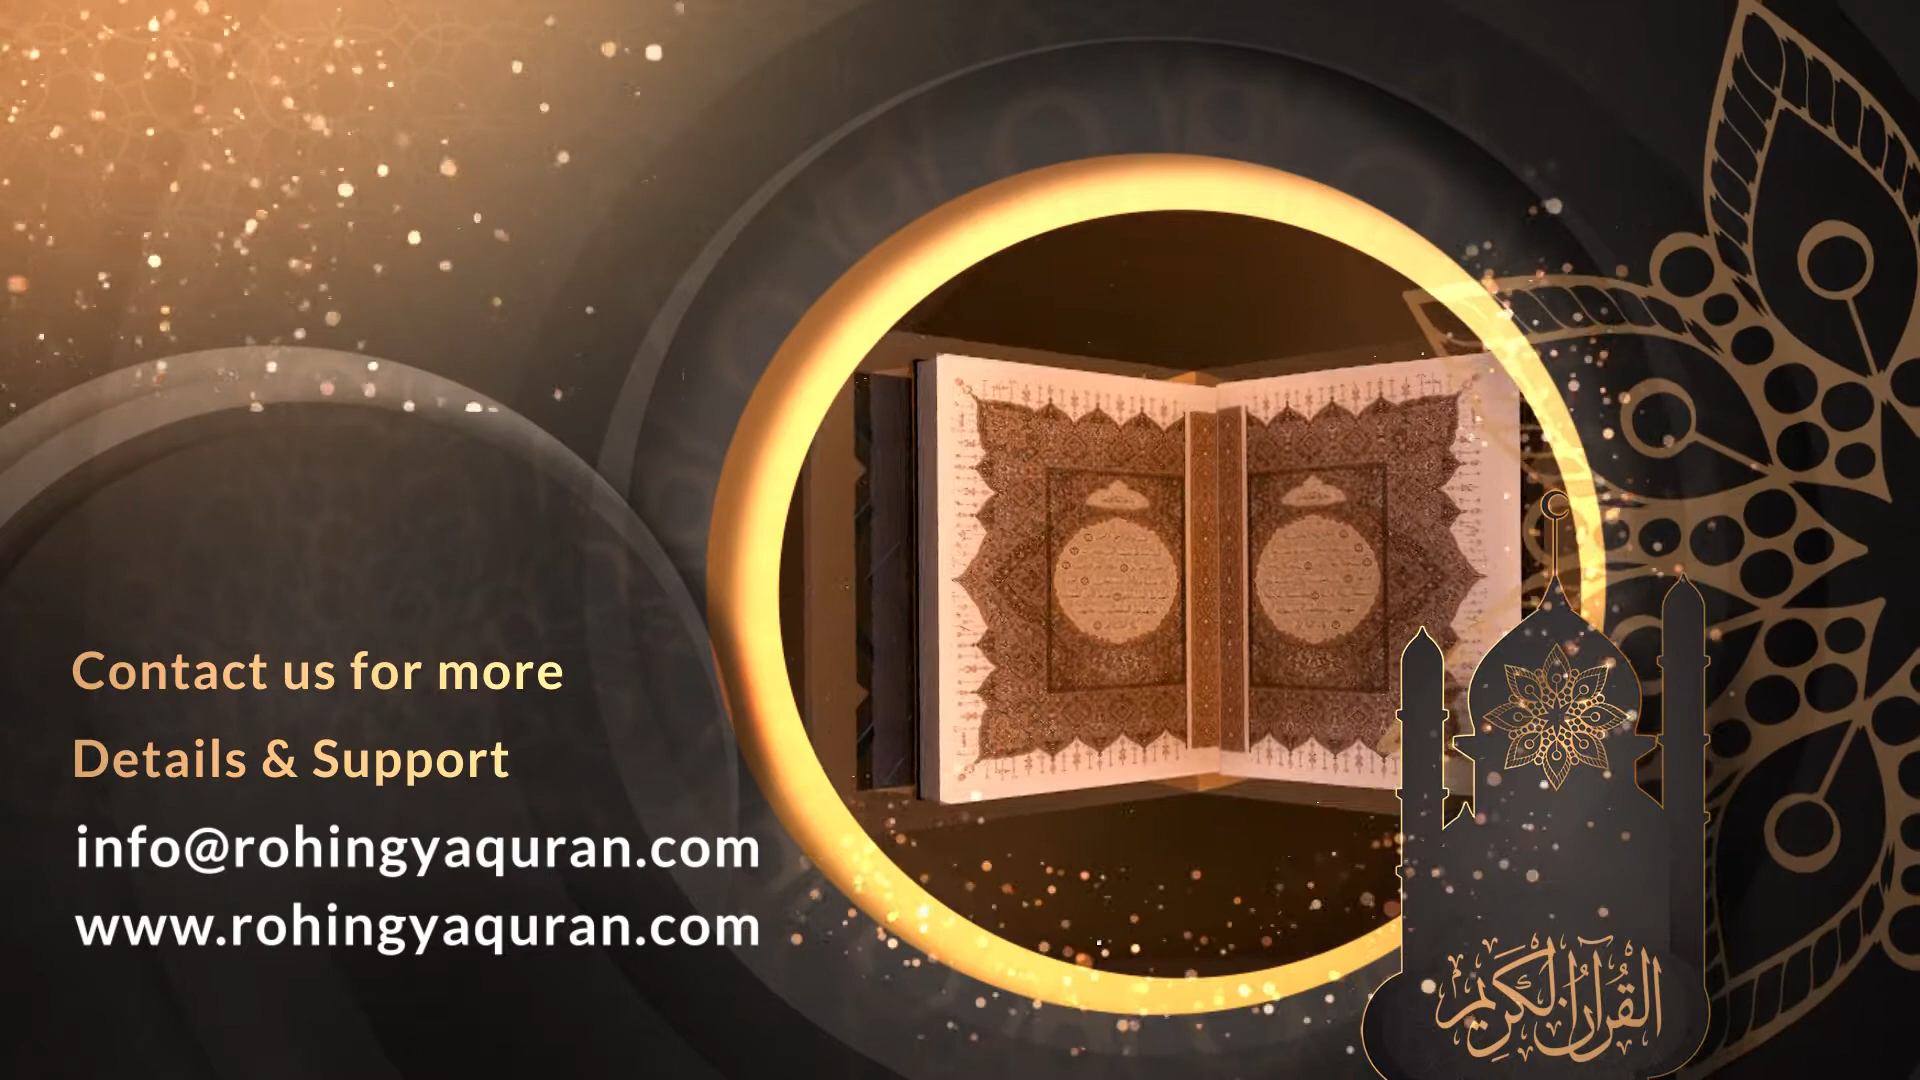 Contact us for more
Details & Support
info@rohingyaquran.com
www.rohingyaquran.com
القرآن الكريم